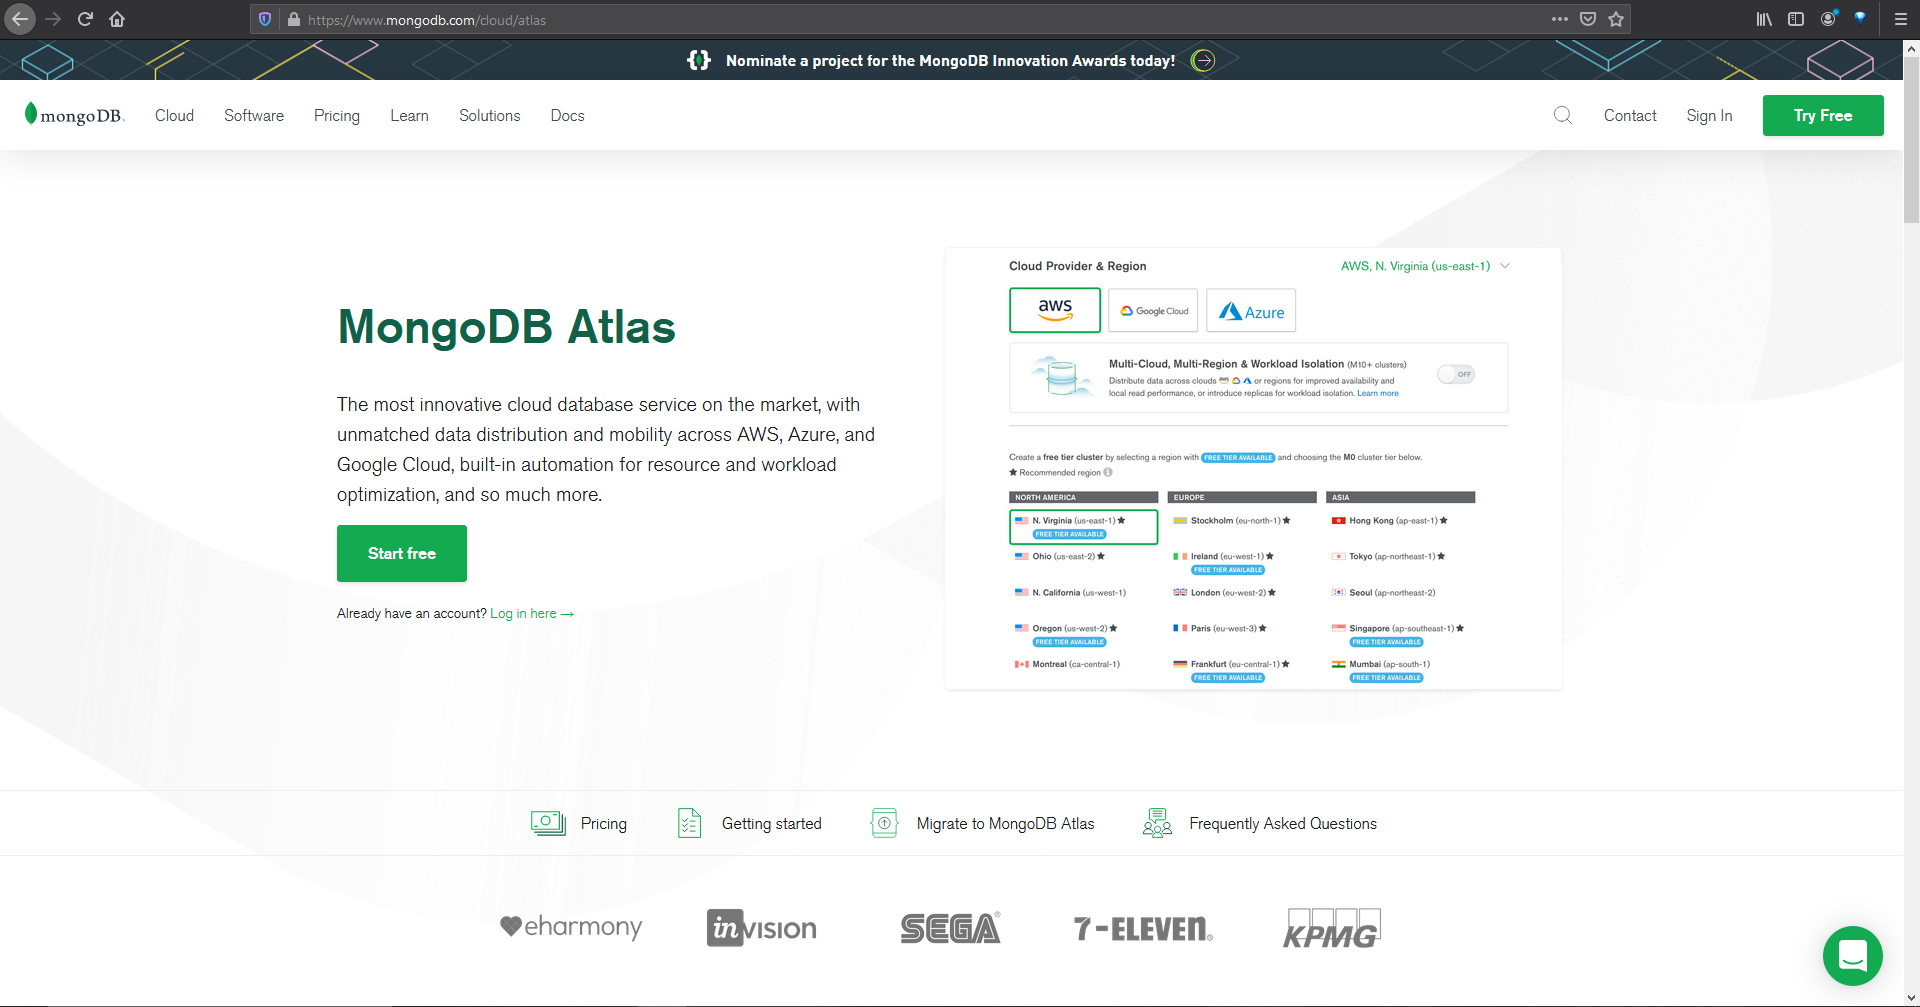 https://www.mongodb.com/cloud/atlas
Nominate a project for the MongoDB Innovation Awards today!
mongoDB.
Cloud
Software
Pricing
Learn
Solutions
Docs
Contact
Sign In
Try Free
MongoDB Atlas
The most innovative cloud database service on the market, with
unmatched data distribution and mobility across AWS, Azure, and
Google Cloud, built-in automation for resource and workload
optimization, and so much more.
Start free
Already have an account? Log in here →
Cloud Provider & Region
AWS, N. Virginia (us-east-1)
aws
Google Cloud
Azure
Multi-Cloud, Multi-Region & Workload Isolation (M10+ clusters)
Distribute data across clouds aws or regions for improved availability and
local read performance, or introduce replicas for workload isolation. Learn more
OFF
Create a free tier cluster by selecting a region with FREE TIER AVAILABLE and choosing the M0 cluster tier below.
★ Recommended region
NORTH AMERICA
N. Virginia (us-east-1) ★
FREE TIER AVAILABLE
Ohio (us-east-2) ★
N. California (us-west-1)
Oregon (us-west-2) ★
FREE TIER AVAILABLE
Montreal (ca-central-1)
EUROPE
Stockholm (eu-north-1) ★
Ireland (eu-west-1) ★
FREE TIER AVAILABLE
London (eu-west-2) ★
Paris (eu-west-3) ★
Frankfurt (eu-central-1) ★
FREE TIER AVAILABLE
ASIA
Hong Kong (ap-east-1) ★
Tokyo (ap-northeast-1) ★
Seoul (ap-northeast-2)
Singapore (ap-southeast-1) ★
FREE TIER AVAILABLE
Mumbai (ap-south-1)
FREE TIER AVAILABLE
Pricing
Getting started
Migrate to MongoDB Atlas
Frequently Asked Questions
eharmony
invision
SEGA®
7-ELEVEN®
KPMG